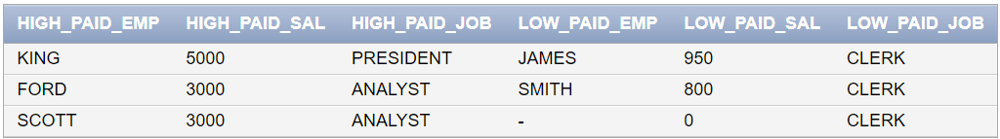 HIGH_PAID_EMP HIGH_PAID_SAL HIGH_PAID_JOB LOW_PAID_EMP LOW_PAID_SAL LOW_PAID_JOB
KING 5000 PRESIDENT JAMES 950 CLERK
FORD 3000 ANALYST SMITH 800 CLERK
SCOTT 3000 ANALYST - 0 CLERK